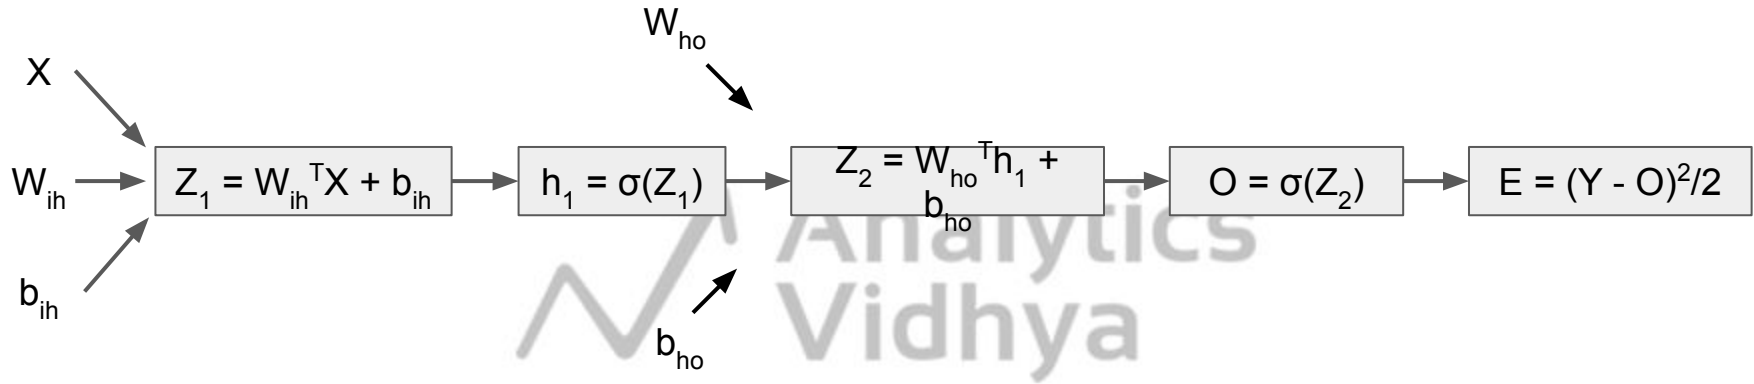 W_ho
X
W_ih
b_ih
Z_1 = W_ih^T X + b_ih
h_1 = σ(Z_1)
Z_2 = W_ho^T h_1 +
b_ho
O = σ(Z_2)
E = (Y - O)^2/2
b_ho
Analytics
Vidhya